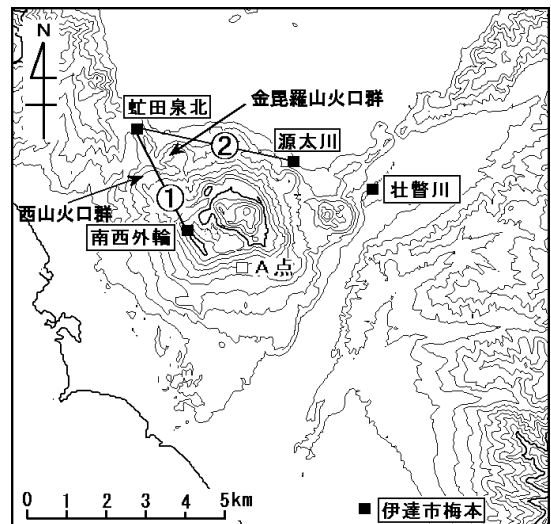 N
金毘羅山火口群
虻田泉北
②
源太川
①
壮瞥川
西山火口群
南西外輪
A点
0 1 2 3 4 5km
伊達市梅本